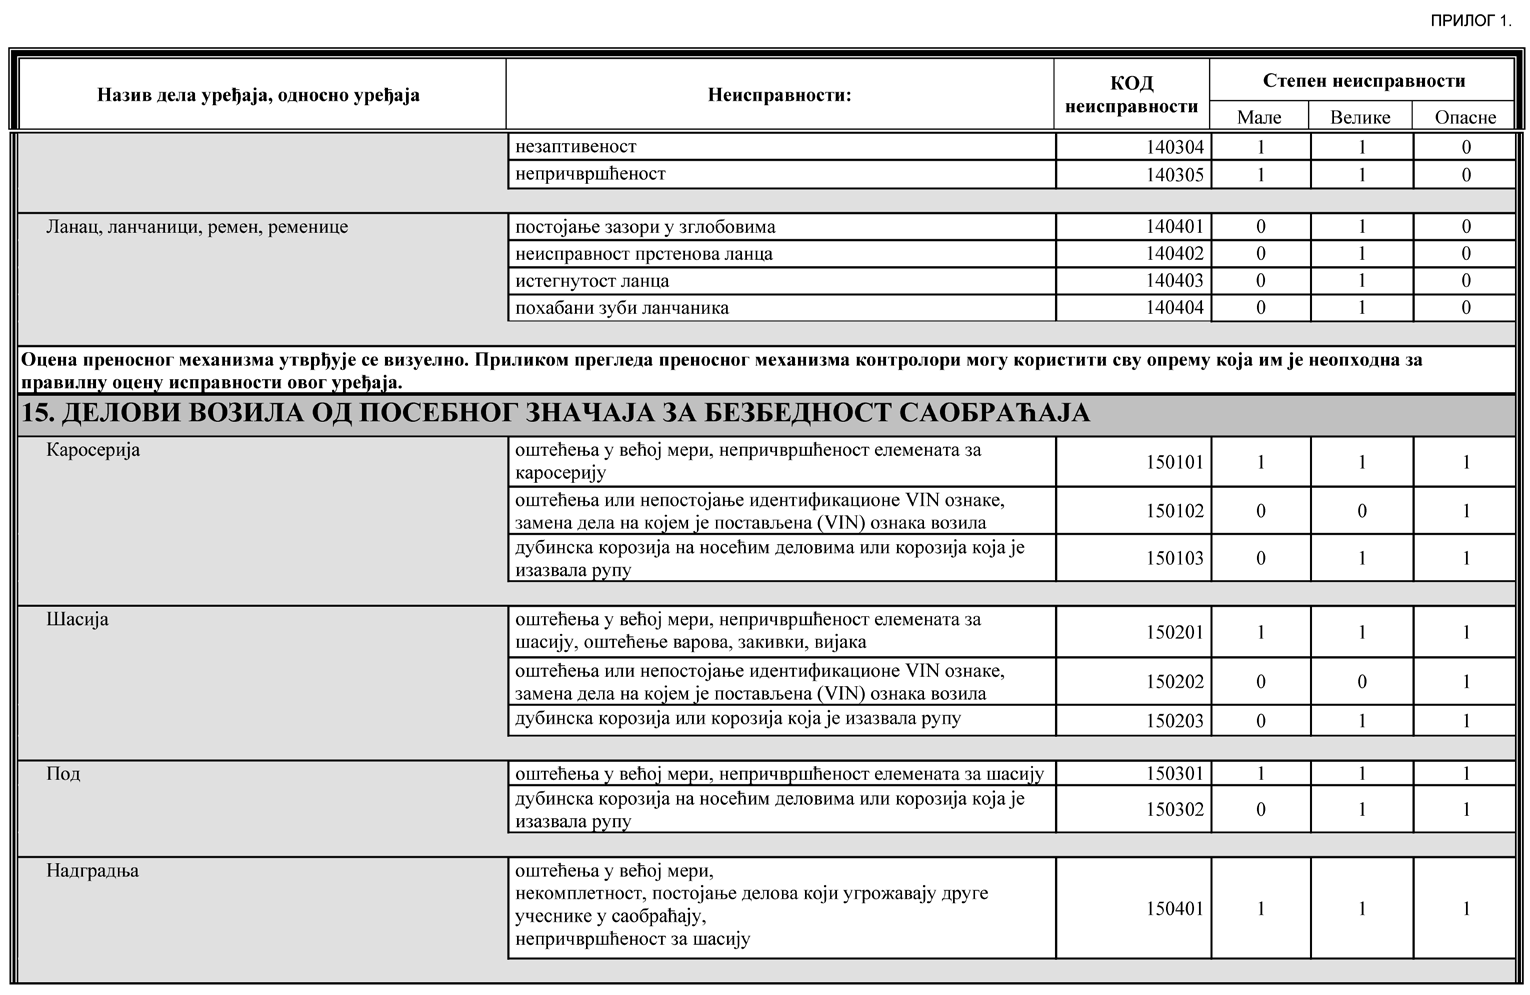 ПРИЛОГ 1.
Назив дела уређаја, односно уређаја
Неисправности:
КОД
неисправности
Степен неисправности
Мале Велике Опасне
незаптивеност 140304 1 1 0
непричвршћеност 140305 1 1 0
Ланац, ланчаници, ремен, ременице постојање зазори у зглобовима 140401 0 1 0
неисправност прстенова ланца 140402 0 1 0
истегнутост ланца 140403 0 1 0
похабани зуби ланчаника 140404 0 1 0
Оцена преносног механизма утврђује се визуелно. Приликом прегледа преносног механизма контролори могу користити сву опрему која им је неопходна за
правилну оцену исправности овог уређаја.
15. ДЕЛОВИ ВОЗИЛА ОД ПОСЕБНОГ ЗНАЧАЈА ЗА БЕЗБЕДНОСТ САОБРАЋАЈА
Каросерија оштећења у већој мери, непричвршћеност елемената за
каросерију 150101 1 1 1
оштећења или непостојање идентификационе VIN ознаке,
замена дела на којем је постављена (VIN) ознака возила 150102 0 0 1
дубинска корозија на носећим деловима или корозија која је
изазвала рупу 150103 0 1 1
Шасија оштећења у већој мери, непричвршћеност елемената за
шасију, оштећење варова, закивки, вијака 150201 1 1 1
оштећења или непостојање идентификационе VIN ознаке,
замена дела на којем је постављена (VIN) ознака возила 150202 0 0 1
дубинска корозија или корозија која је изазвала рупу 150203 0 1 1
Под оштећења у већој мери, непричвршћеност елемената за шасију 150301 1 1 1
дубинска корозија на носећим деловима или корозија која је
изазвала рупу 150302 0 1 1
Надградња оштећења у већој мери,
некомплетност, постојање делова који угрожавају друге
учеснике у саобраћају,
непричвршћеност за шасију 150401 1 1 1